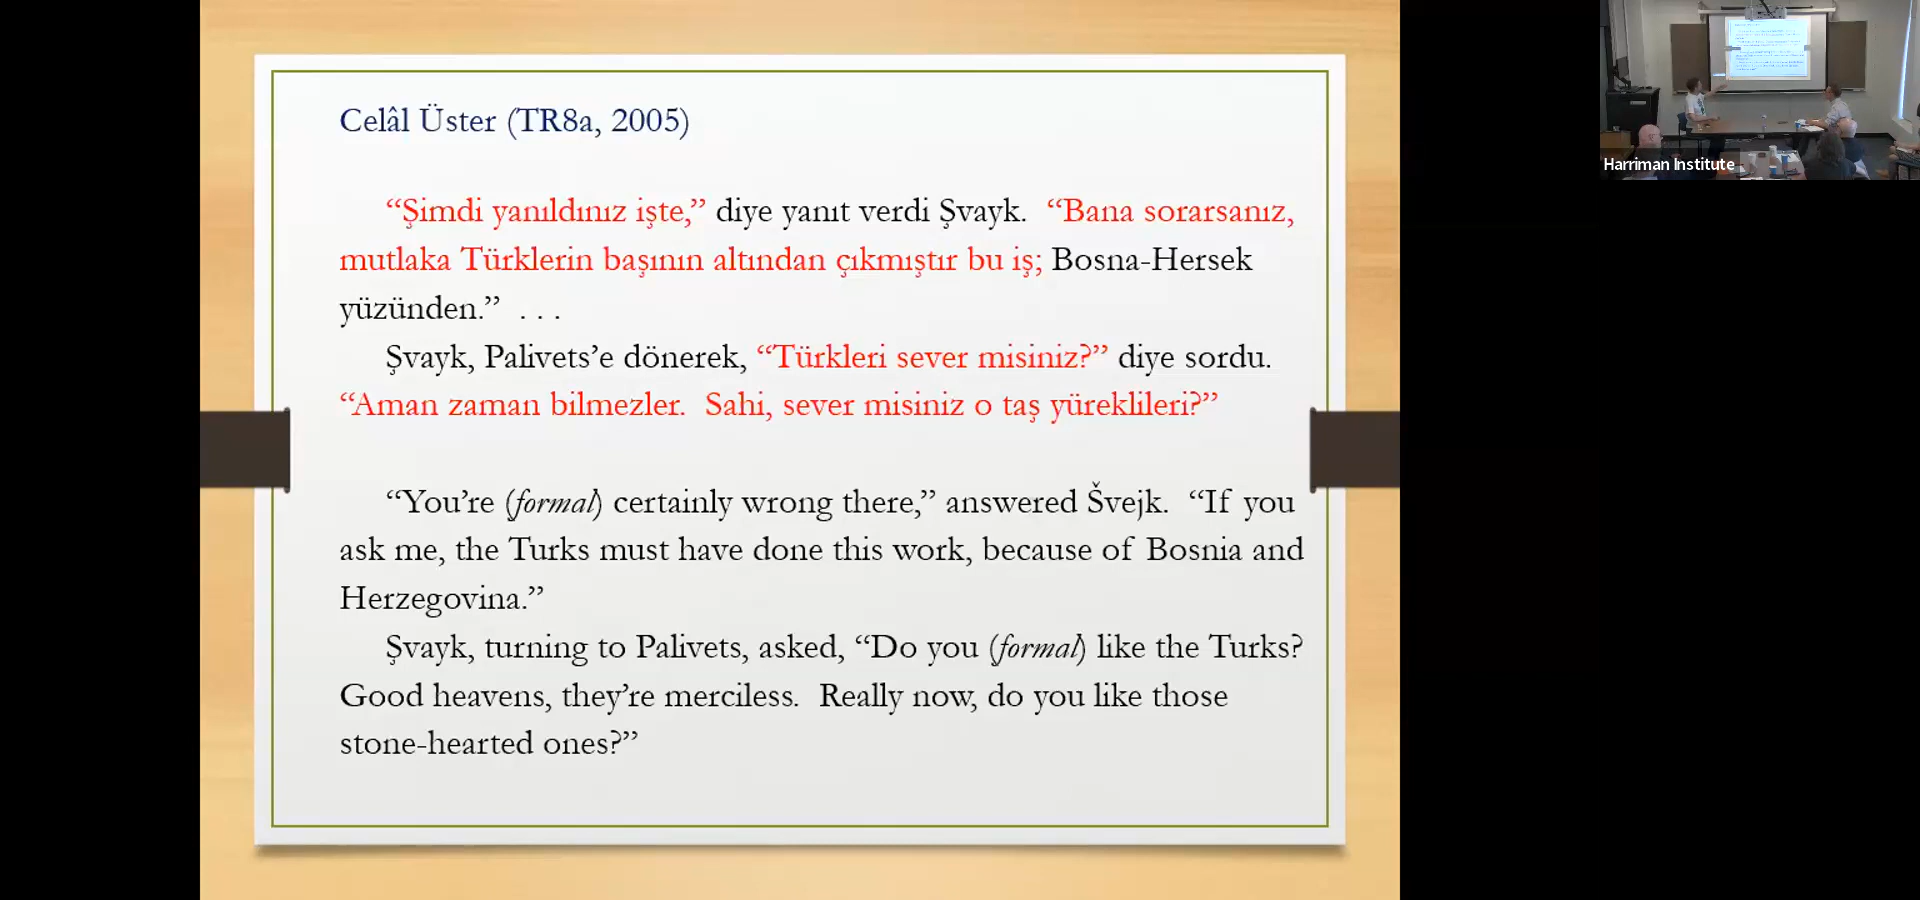 Celâl Üster (TR8a, 2005)
“Şimdi yanıldınız işte,” diye yanıt verdi Şvayk. “Bana sorarsanız,
mutlaka Türklerin başının altından çıkmıştır bu iş; Bosna-Hersek
yüzünden.” . . .
Şvayk, Palivets’e dönerek, “Türkleri sever misiniz?” diye sordu.
“Aman zaman bilmezler. Sahi, sever misiniz o taş yüreklileri?”
“You’re (formal) certainly wrong there,” answered Švejk. “If you
ask me, the Turks must have done this work, because of Bosnia and
Herzegovina.”
Şvayk, turning to Palivets, asked, “Do you (formal) like the Turks?
Good heavens, they’re merciless. Really now, do you like those
stone-hearted ones?”
Harriman Institute